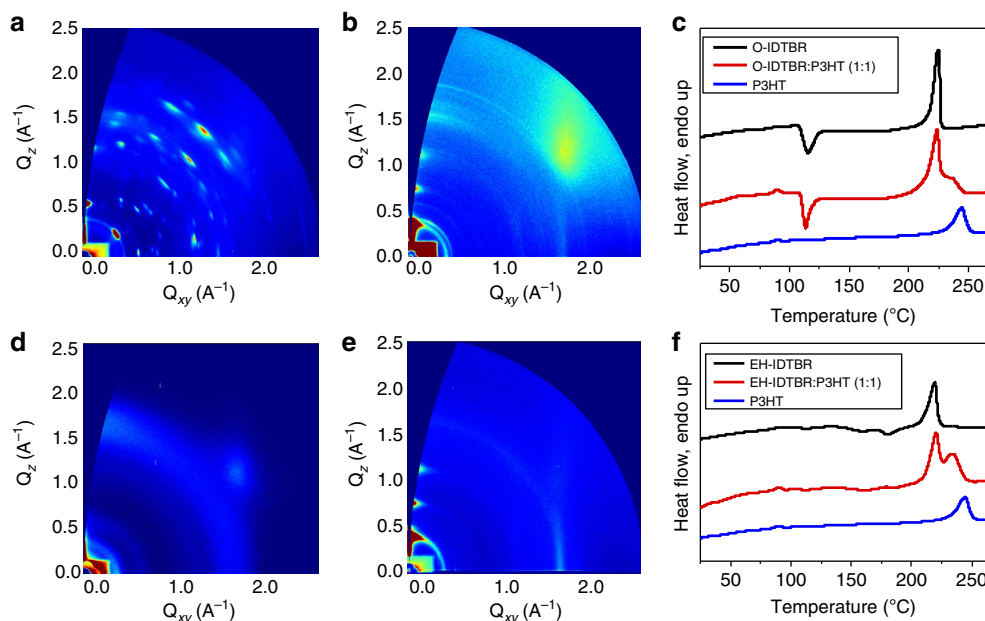 a
2.5
2.0
1.5
1.0
0.5
0.0
Q_z (A⁻¹)
0.0 1.0 2.0
Q_xy (A⁻¹)
b
2.5
2.0
1.5
1.0
0.5
0.0
Q_z (A⁻¹)
0.0 1.0 2.0
Q_xy (A⁻¹)
c
O-IDTBR
O-IDTBR:P3HT (1:1)
P3HT
Heat flow, endo up
50 100 150 200 250
Temperature (°C)
d
2.5
2.0
1.5
1.0
0.5
0.0
Q_z (A⁻¹)
0.0 1.0 2.0
Q_xy (A⁻¹)
e
2.5
2.0
1.5
1.0
0.5
0.0
Q_z (A⁻¹)
0.0 1.0 2.0
Q_xy (A⁻¹)
f
EH-IDTBR
EH-IDTBR:P3HT (1:1)
P3HT
Heat flow, endo up
50 100 150 200 250
Temperature (°C)